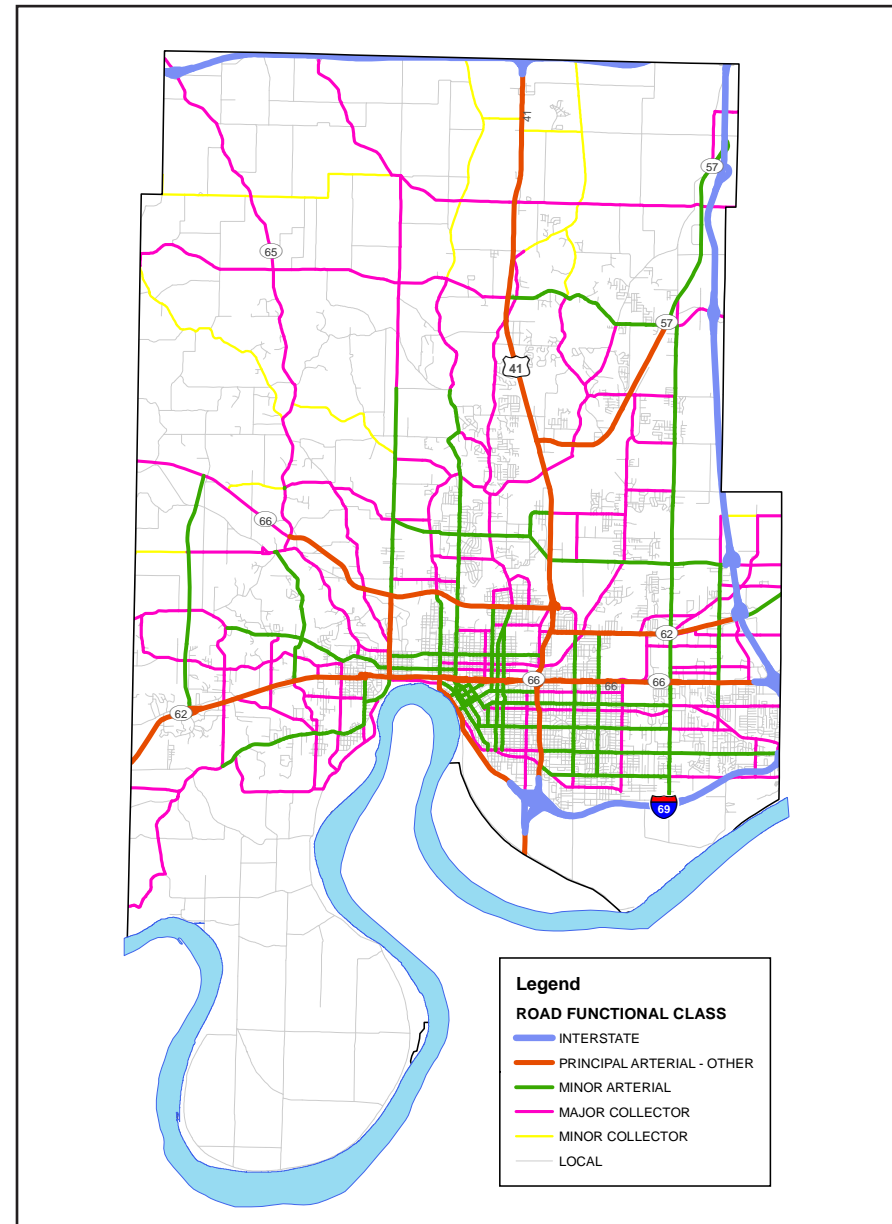 41
57
65
57
41
66
62
66
66
66
62
69
Legend
ROAD FUNCTIONAL CLASS
INTERSTATE
PRINCIPAL ARTERIAL - OTHER
MINOR ARTERIAL
MAJOR COLLECTOR
MINOR COLLECTOR
LOCAL